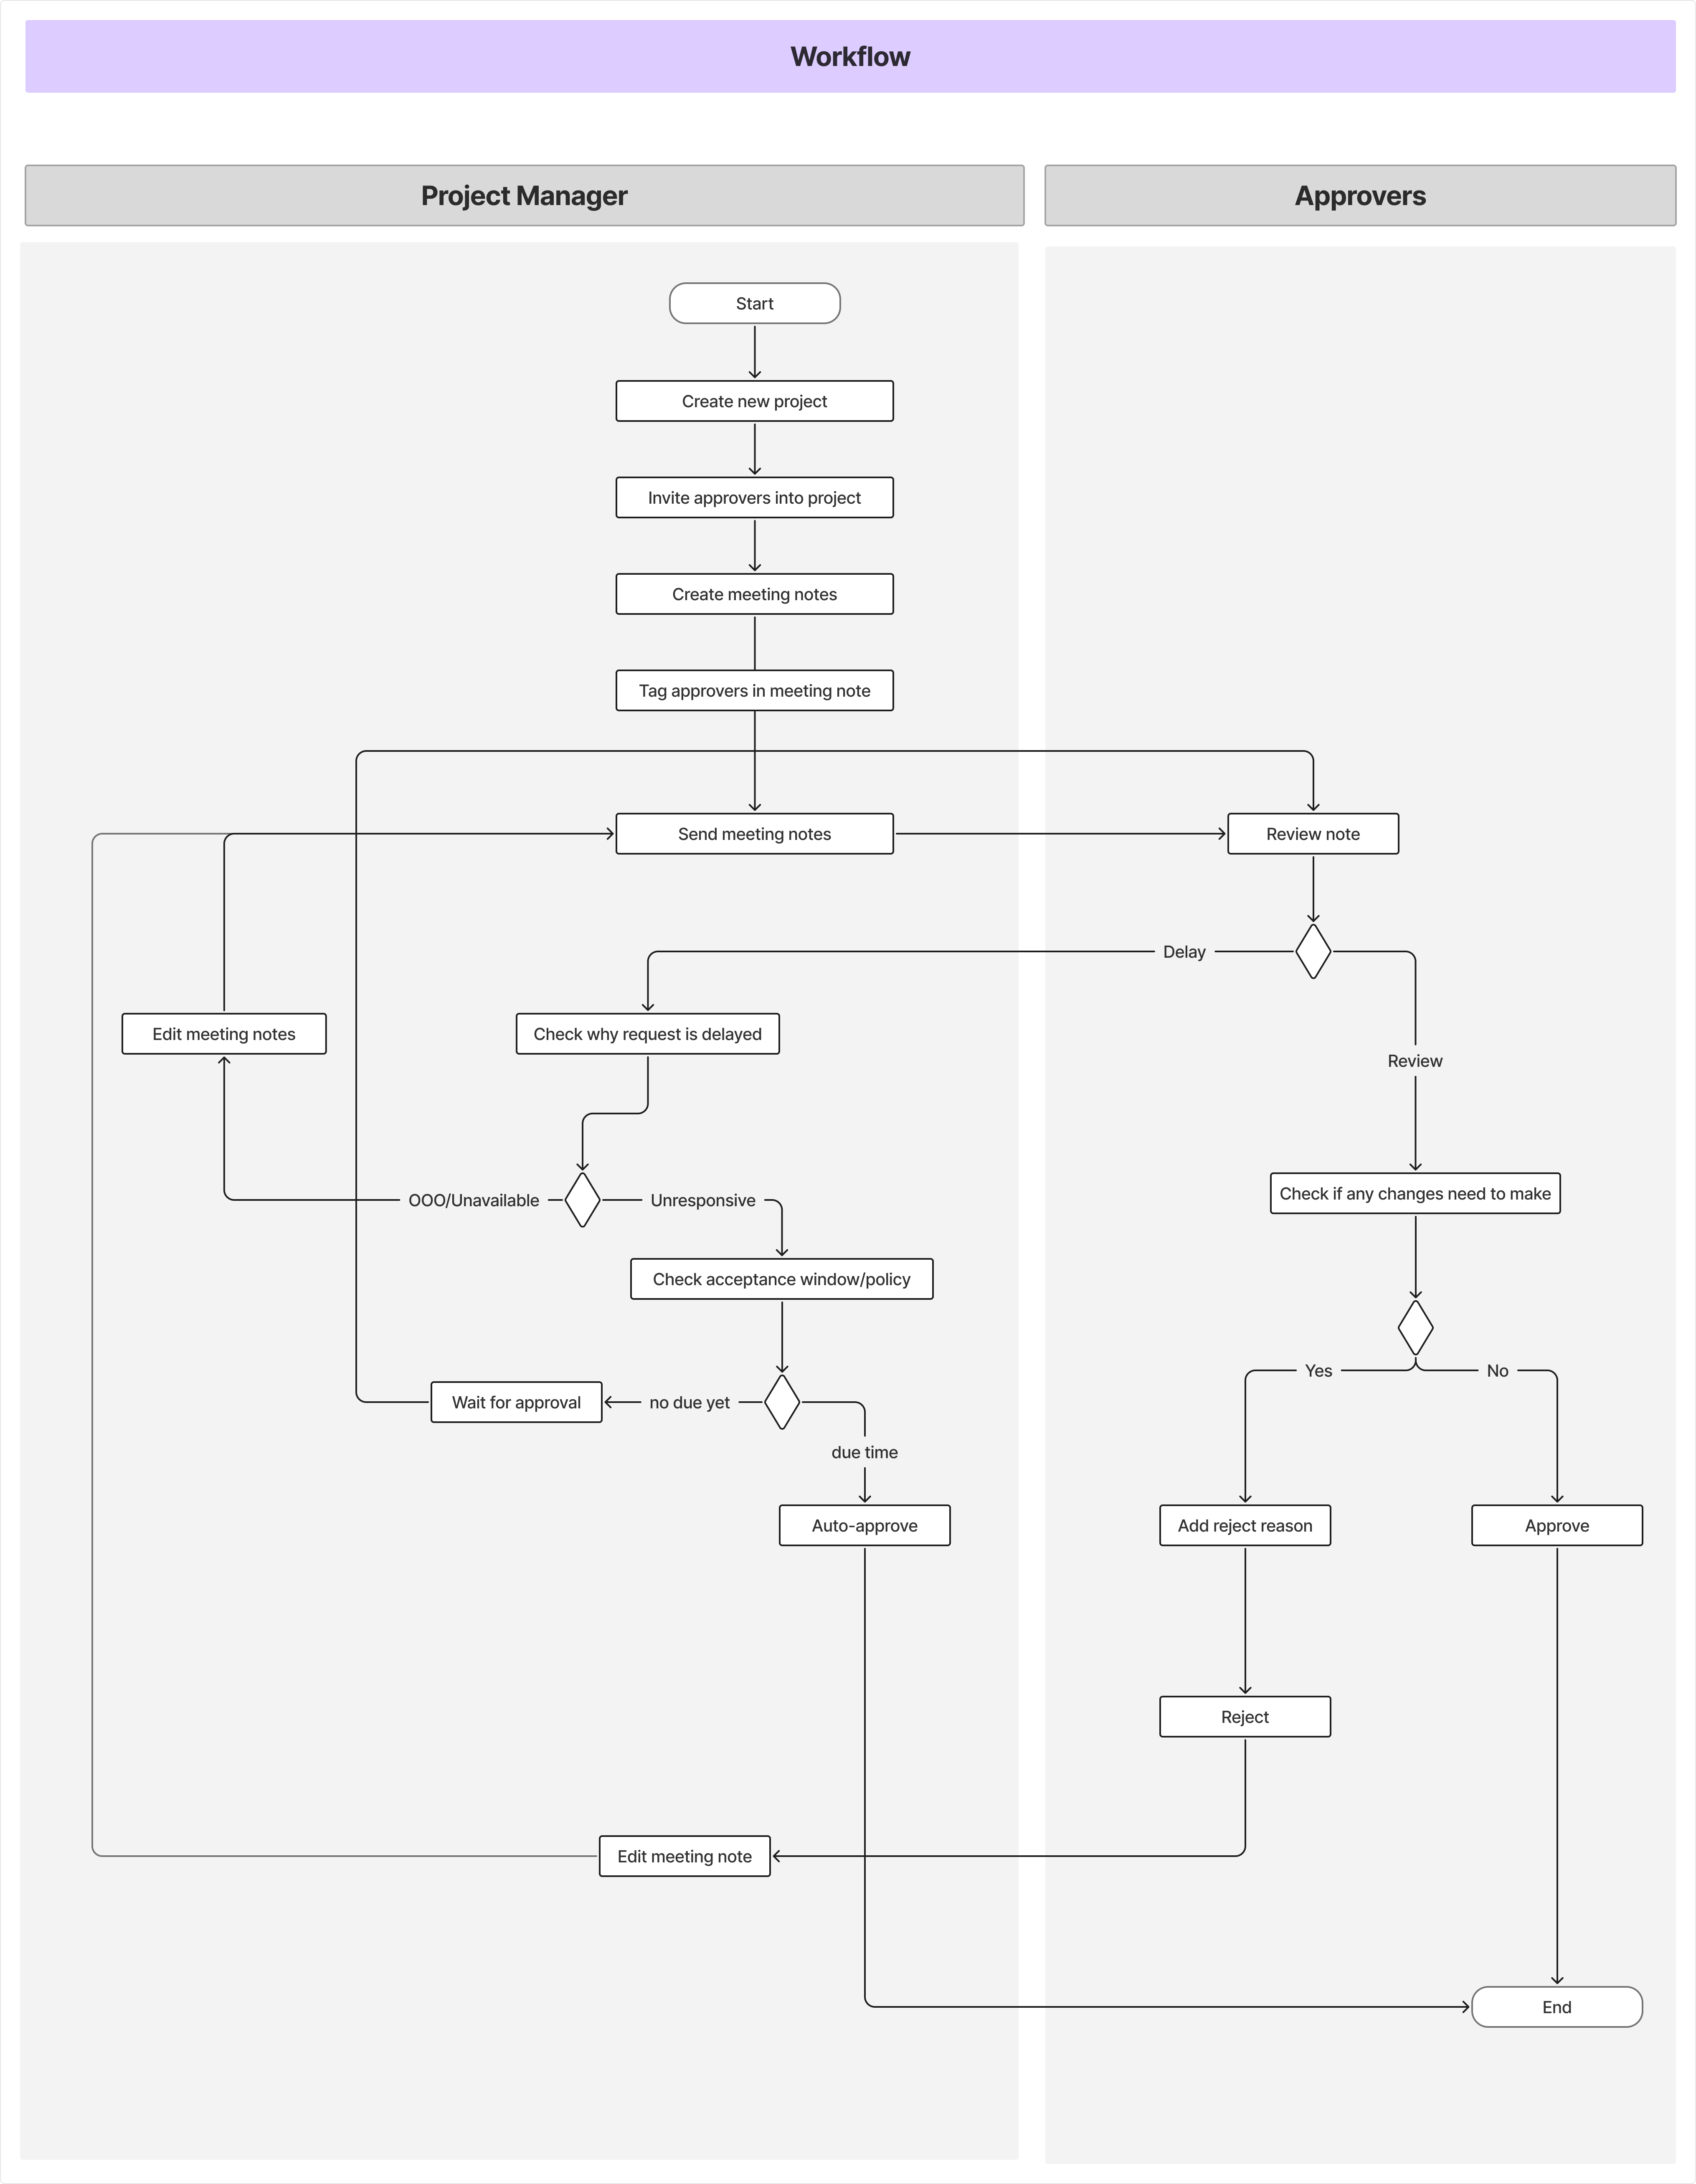 Workflow
Project Manager
Approvers
Start
Create new project
Invite approvers into project
Create meeting notes
Tag approvers in meeting note
Send meeting notes
Review note
Delay
Edit meeting notes
Check why request is delayed
Review
OOO/Unavailable
Unresponsive
Check if any changes need to make
Check acceptance window/policy
Yes
No
Wait for approval
no due yet
due time
Auto-approve
Add reject reason
Approve
Reject
Edit meeting note
End